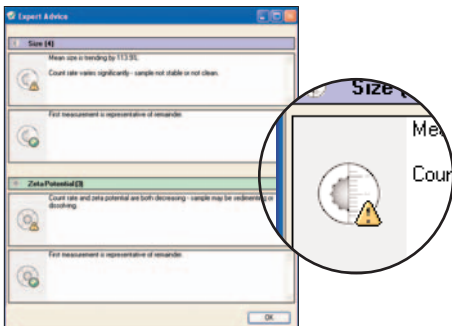 Expert Advice
Size (4)
Mean size is trending by 113.9%.
Count rate varies significantly - sample not stable or not clean.
First measurement is representative of remainder.
Zeta Potential (3)
Count rate and zeta potential are both decreasing - sample may be sedimenting or
dissolving.
First measurement is representative of remainder.
OK
Size (
Mea
Coun